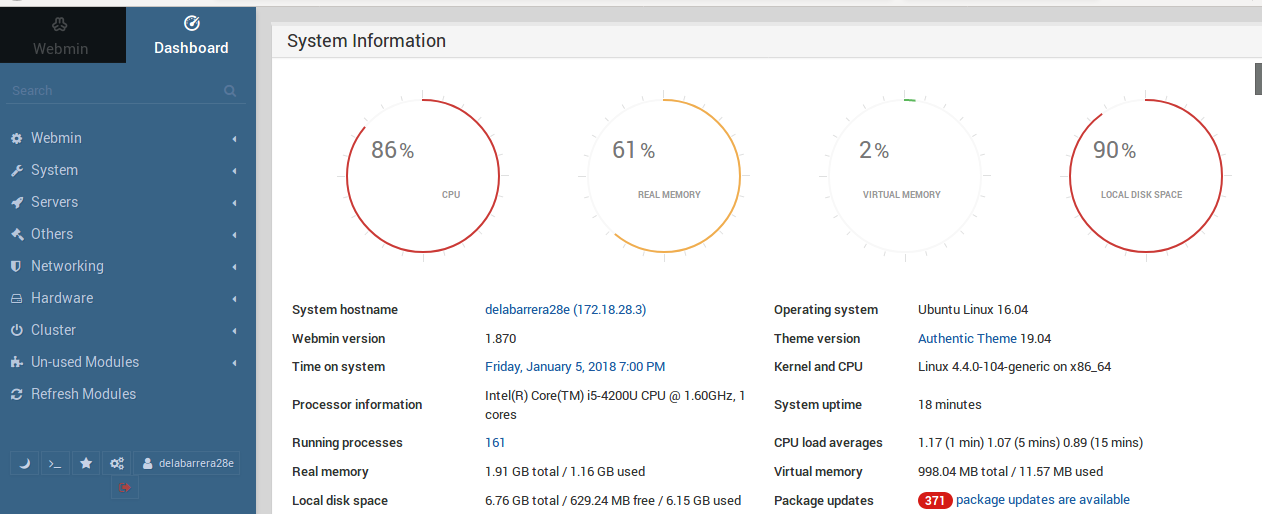 Webmin
Dashboard
Search
Webmin
System
Servers
Others
Networking
Hardware
Cluster
Un-used Modules
Refresh Modules
delabarrera28e
System Information
86%
CPU
61%
REAL MEMORY
2%
VIRTUAL MEMORY
90%
LOCAL DISK SPACE
System hostname delabarrera28e (172.18.28.3) Operating system Ubuntu Linux 16.04
Webmin version 1.870 Theme version Authentic Theme 19.04
Time on system Friday, January 5, 2018 7:00 PM Kernel and CPU Linux 4.4.0-104-generic on x86_64
Processor information Intel(R) Core(TM) i5-4200U CPU @ 1.60GHz, 1
cores System uptime 18 minutes
Running processes 161 CPU load averages 1.17 (1 min) 1.07 (5 mins) 0.89 (15 mins)
Real memory 1.91 GB total / 1.16 GB used Virtual memory 998.04 MB total / 11.57 MB used
Local disk space 6.76 GB total / 629.24 MB free / 6.15 GB used Package updates 371 package updates are available